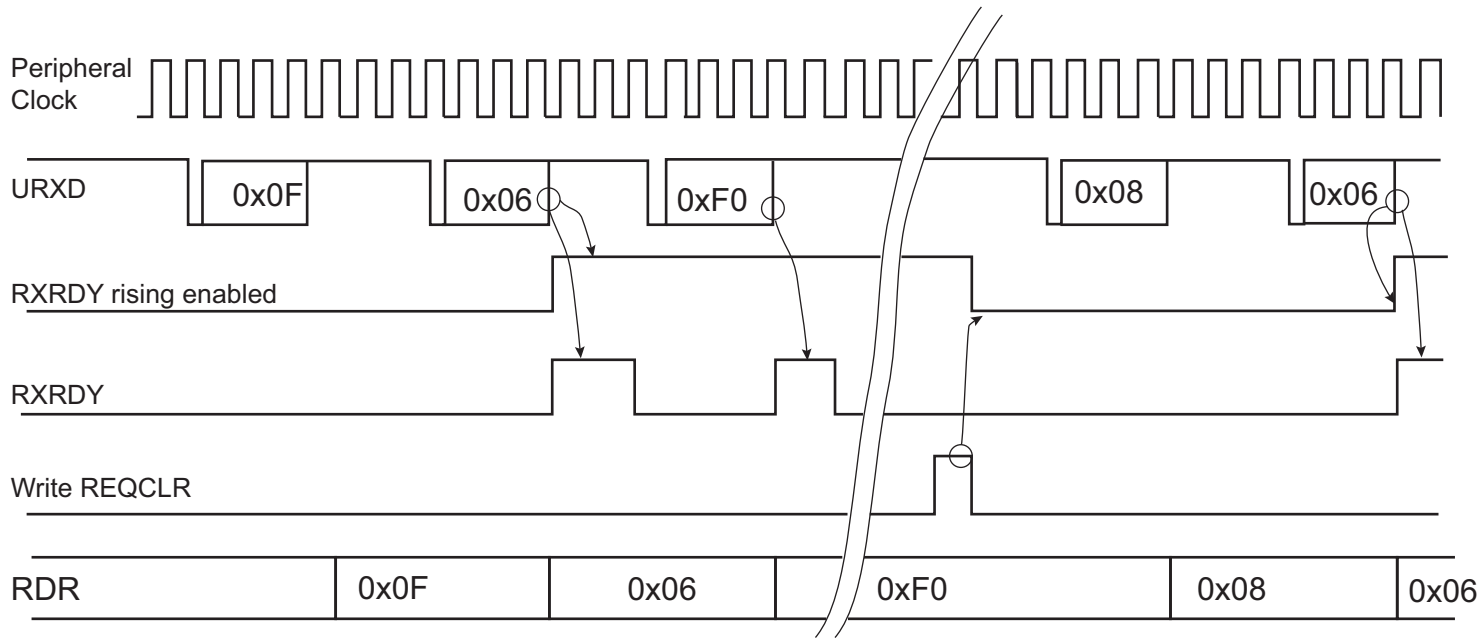 Peripheral
Clock
URXD
0x0F
0x06
0xF0
0x08
0x06
RXRDY rising enabled
RXRDY
Write REQCLR
RDR
0x0F
0x06
0xF0
0x08
0x06